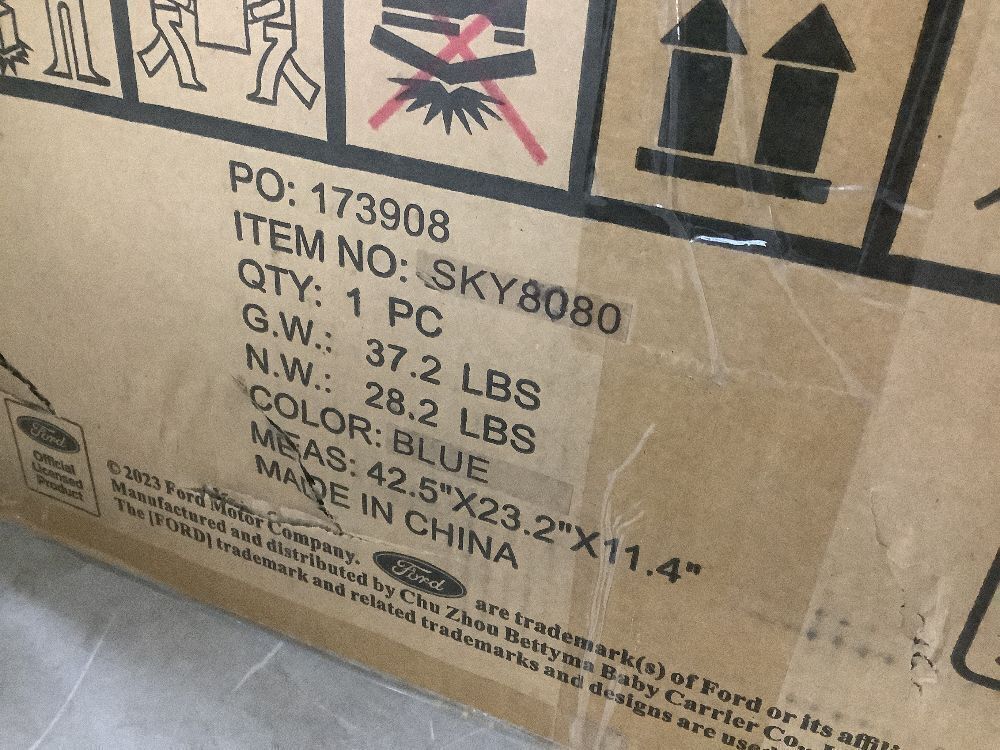 PO: 173908
ITEM NO: SKY8080
QTY: 1 PC
G.W.: 37.2 LBS
N.W.: 28.2 LBS
COLOR: BLUE
MEAS: 42.5"X23.2"X11.4"
MADE IN CHINA
Ford
Official
Licensed
Product
©2023 Ford Motor Company. Ford are trademark(s) of Ford or its
Manufactured and distributed by Chu Zhou Bettyma Baby Carrier Co.,
The [FORD] trademark and related trademarks and designs are